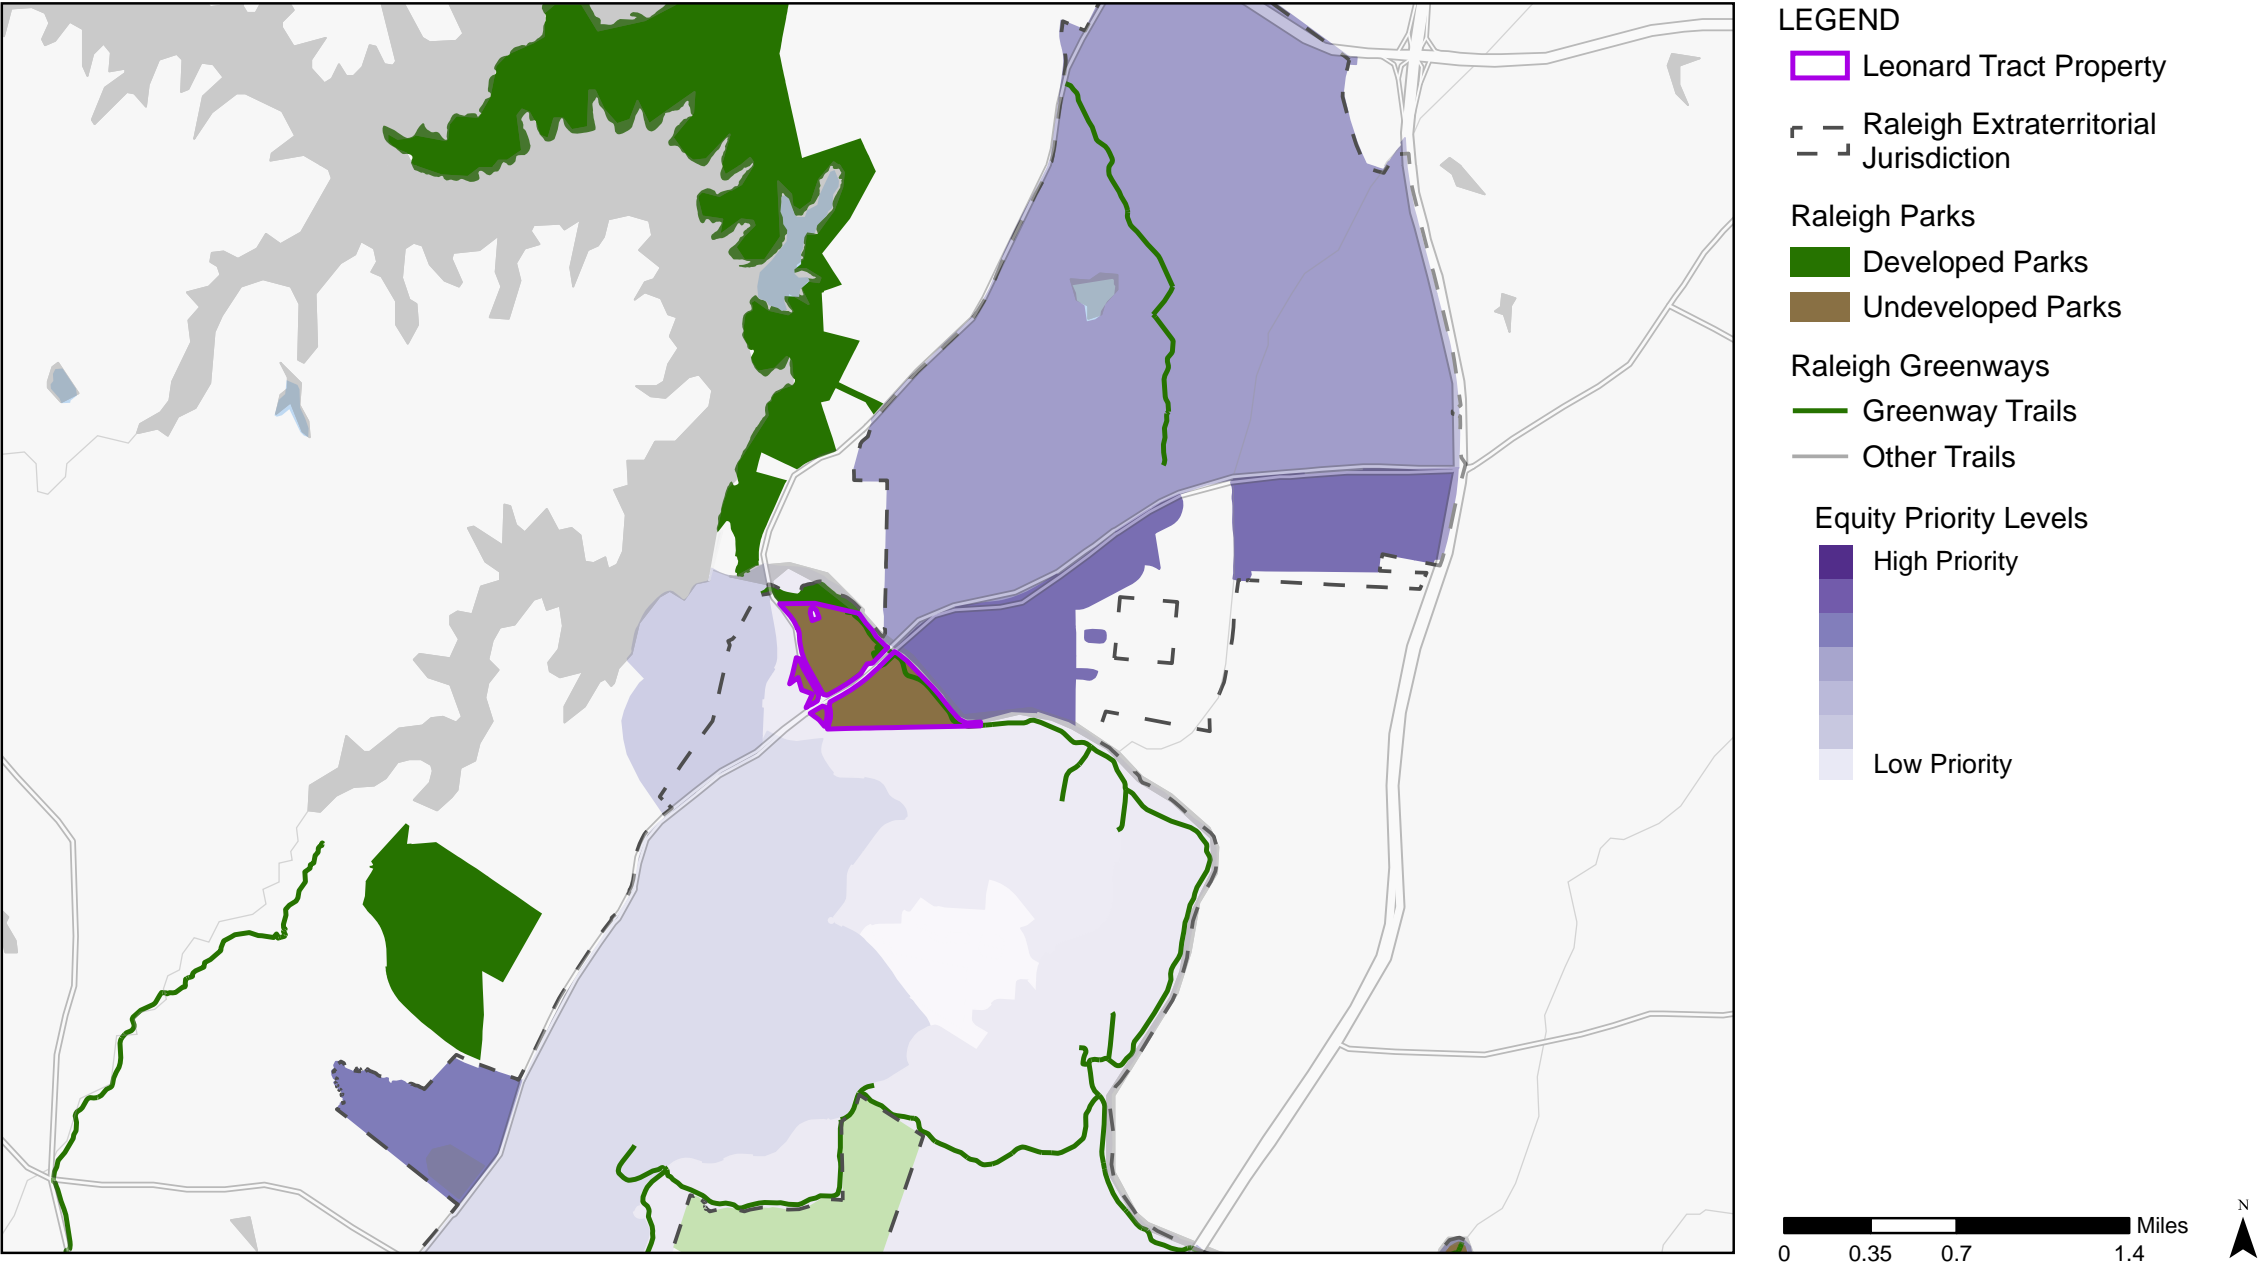 LEGEND
Leonard Tract Property
Raleigh Extraterritorial
Jurisdiction
Raleigh Parks
Developed Parks
Undeveloped Parks
Raleigh Greenways
Greenway Trails
Other Trails
Equity Priority Levels
High Priority
Low Priority
N
Miles
0 0.35 0.7 1.4